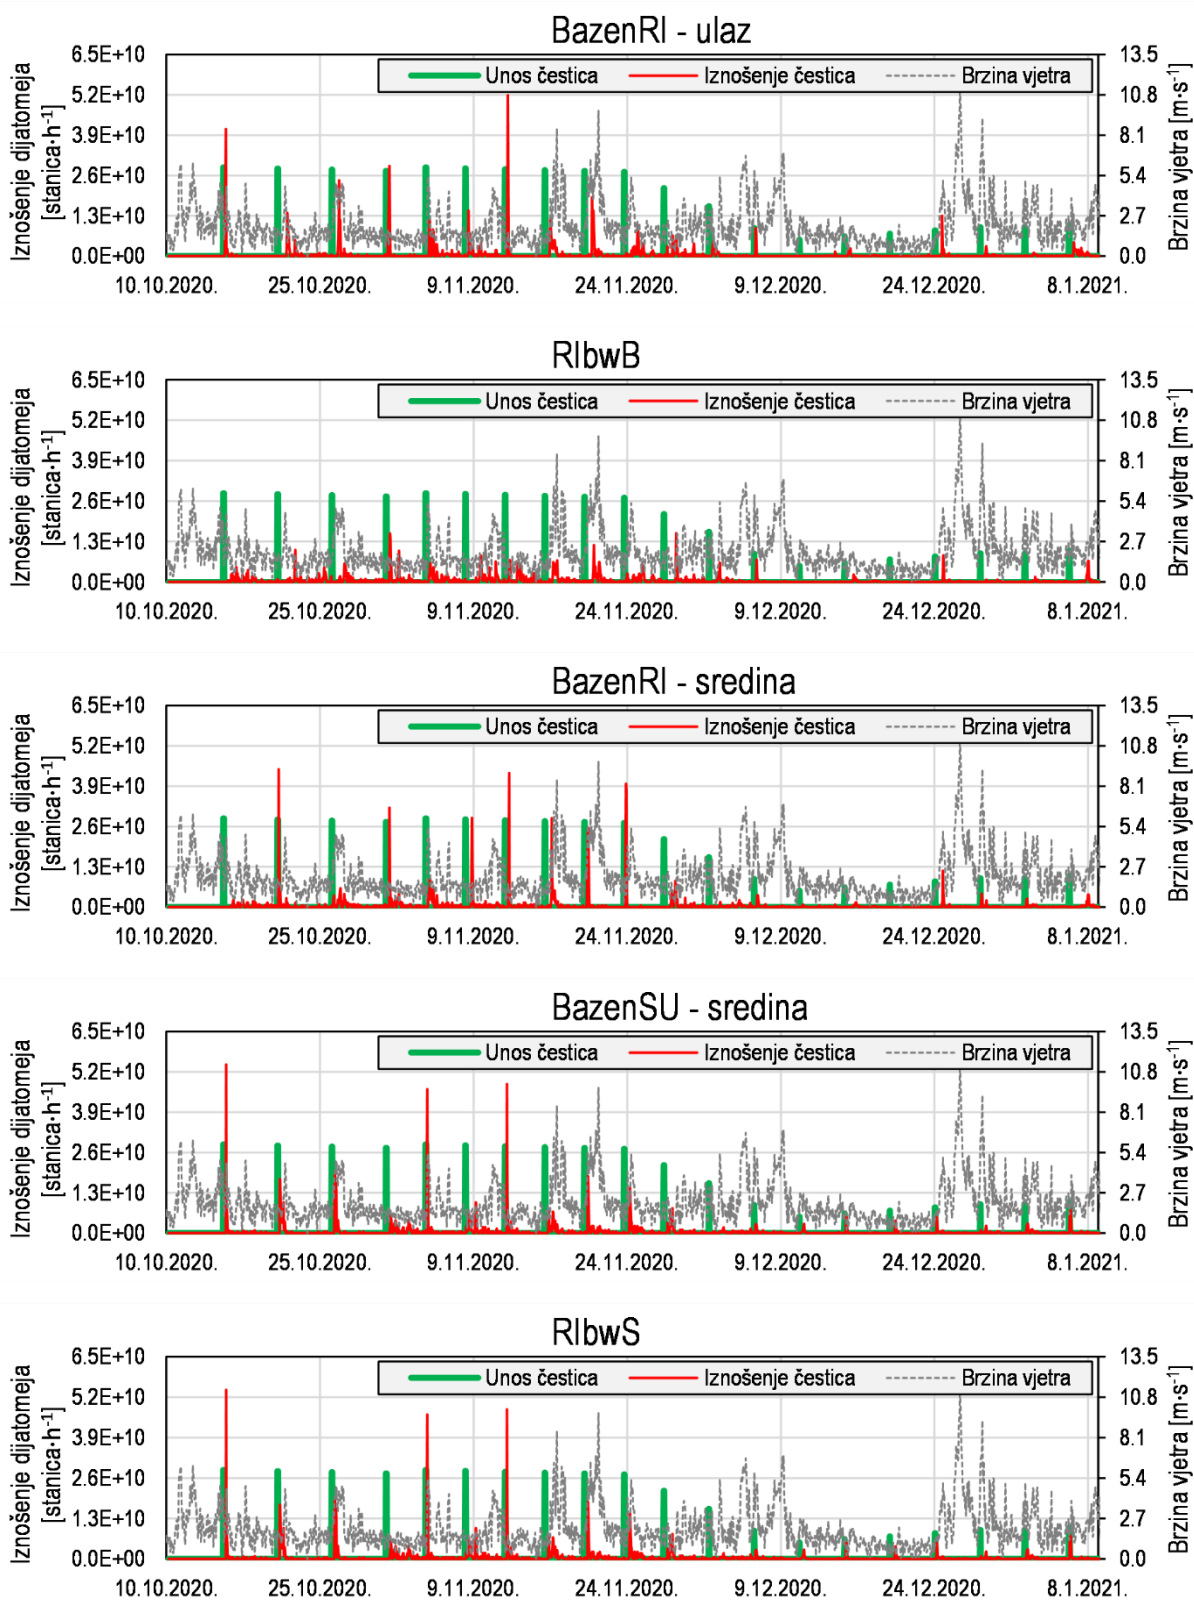 BazenRI - ulaz
Iznošenje dijatomeja
[stanica·h⁻¹]
6.5E+10
5.2E+10
3.9E+10
2.6E+10
1.3E+10
0.0E+00
Unos čestica Iznošenje čestica Brzina vjetra
13.5
10.8
8.1
5.4
2.7
0.0
Brzina vjetra [m·s⁻¹]
10.10.2020. 25.10.2020. 9.11.2020. 24.11.2020. 9.12.2020. 24.12.2020. 8.1.2021.
RIbwB
Iznošenje dijatomeja
[stanica·h⁻¹]
6.5E+10
5.2E+10
3.9E+10
2.6E+10
1.3E+10
0.0E+00
Unos čestica Iznošenje čestica Brzina vjetra
13.5
10.8
8.1
5.4
2.7
0.0
Brzina vjetra [m·s⁻¹]
10.10.2020. 25.10.2020. 9.11.2020. 24.11.2020. 9.12.2020. 24.12.2020. 8.1.2021.
BazenRI - sredina
Iznošenje dijatomeja
[stanica·h⁻¹]
6.5E+10
5.2E+10
3.9E+10
2.6E+10
1.3E+10
0.0E+00
Unos čestica Iznošenje čestica Brzina vjetra
13.5
10.8
8.1
5.4
2.7
0.0
Brzina vjetra [m·s⁻¹]
10.10.2020. 25.10.2020. 9.11.2020. 24.11.2020. 9.12.2020. 24.12.2020. 8.1.2021.
BazenSU - sredina
Iznošenje dijatomeja
[stanica·h⁻¹]
6.5E+10
5.2E+10
3.9E+10
2.6E+10
1.3E+10
0.0E+00
Unos čestica Iznošenje čestica Brzina vjetra
13.5
10.8
8.1
5.4
2.7
0.0
Brzina vjetra [m·s⁻¹]
10.10.2020. 25.10.2020. 9.11.2020. 24.11.2020. 9.12.2020. 24.12.2020. 8.1.2021.
RIbwS
Iznošenje dijatomeja
[stanica·h⁻¹]
6.5E+10
5.2E+10
3.9E+10
2.6E+10
1.3E+10
0.0E+00
Unos čestica Iznošenje čestica Brzina vjetra
13.5
10.8
8.1
5.4
2.7
0.0
Brzina vjetra [m·s⁻¹]
10.10.2020. 25.10.2020. 9.11.2020. 24.11.2020. 9.12.2020. 24.12.2020. 8.1.2021.